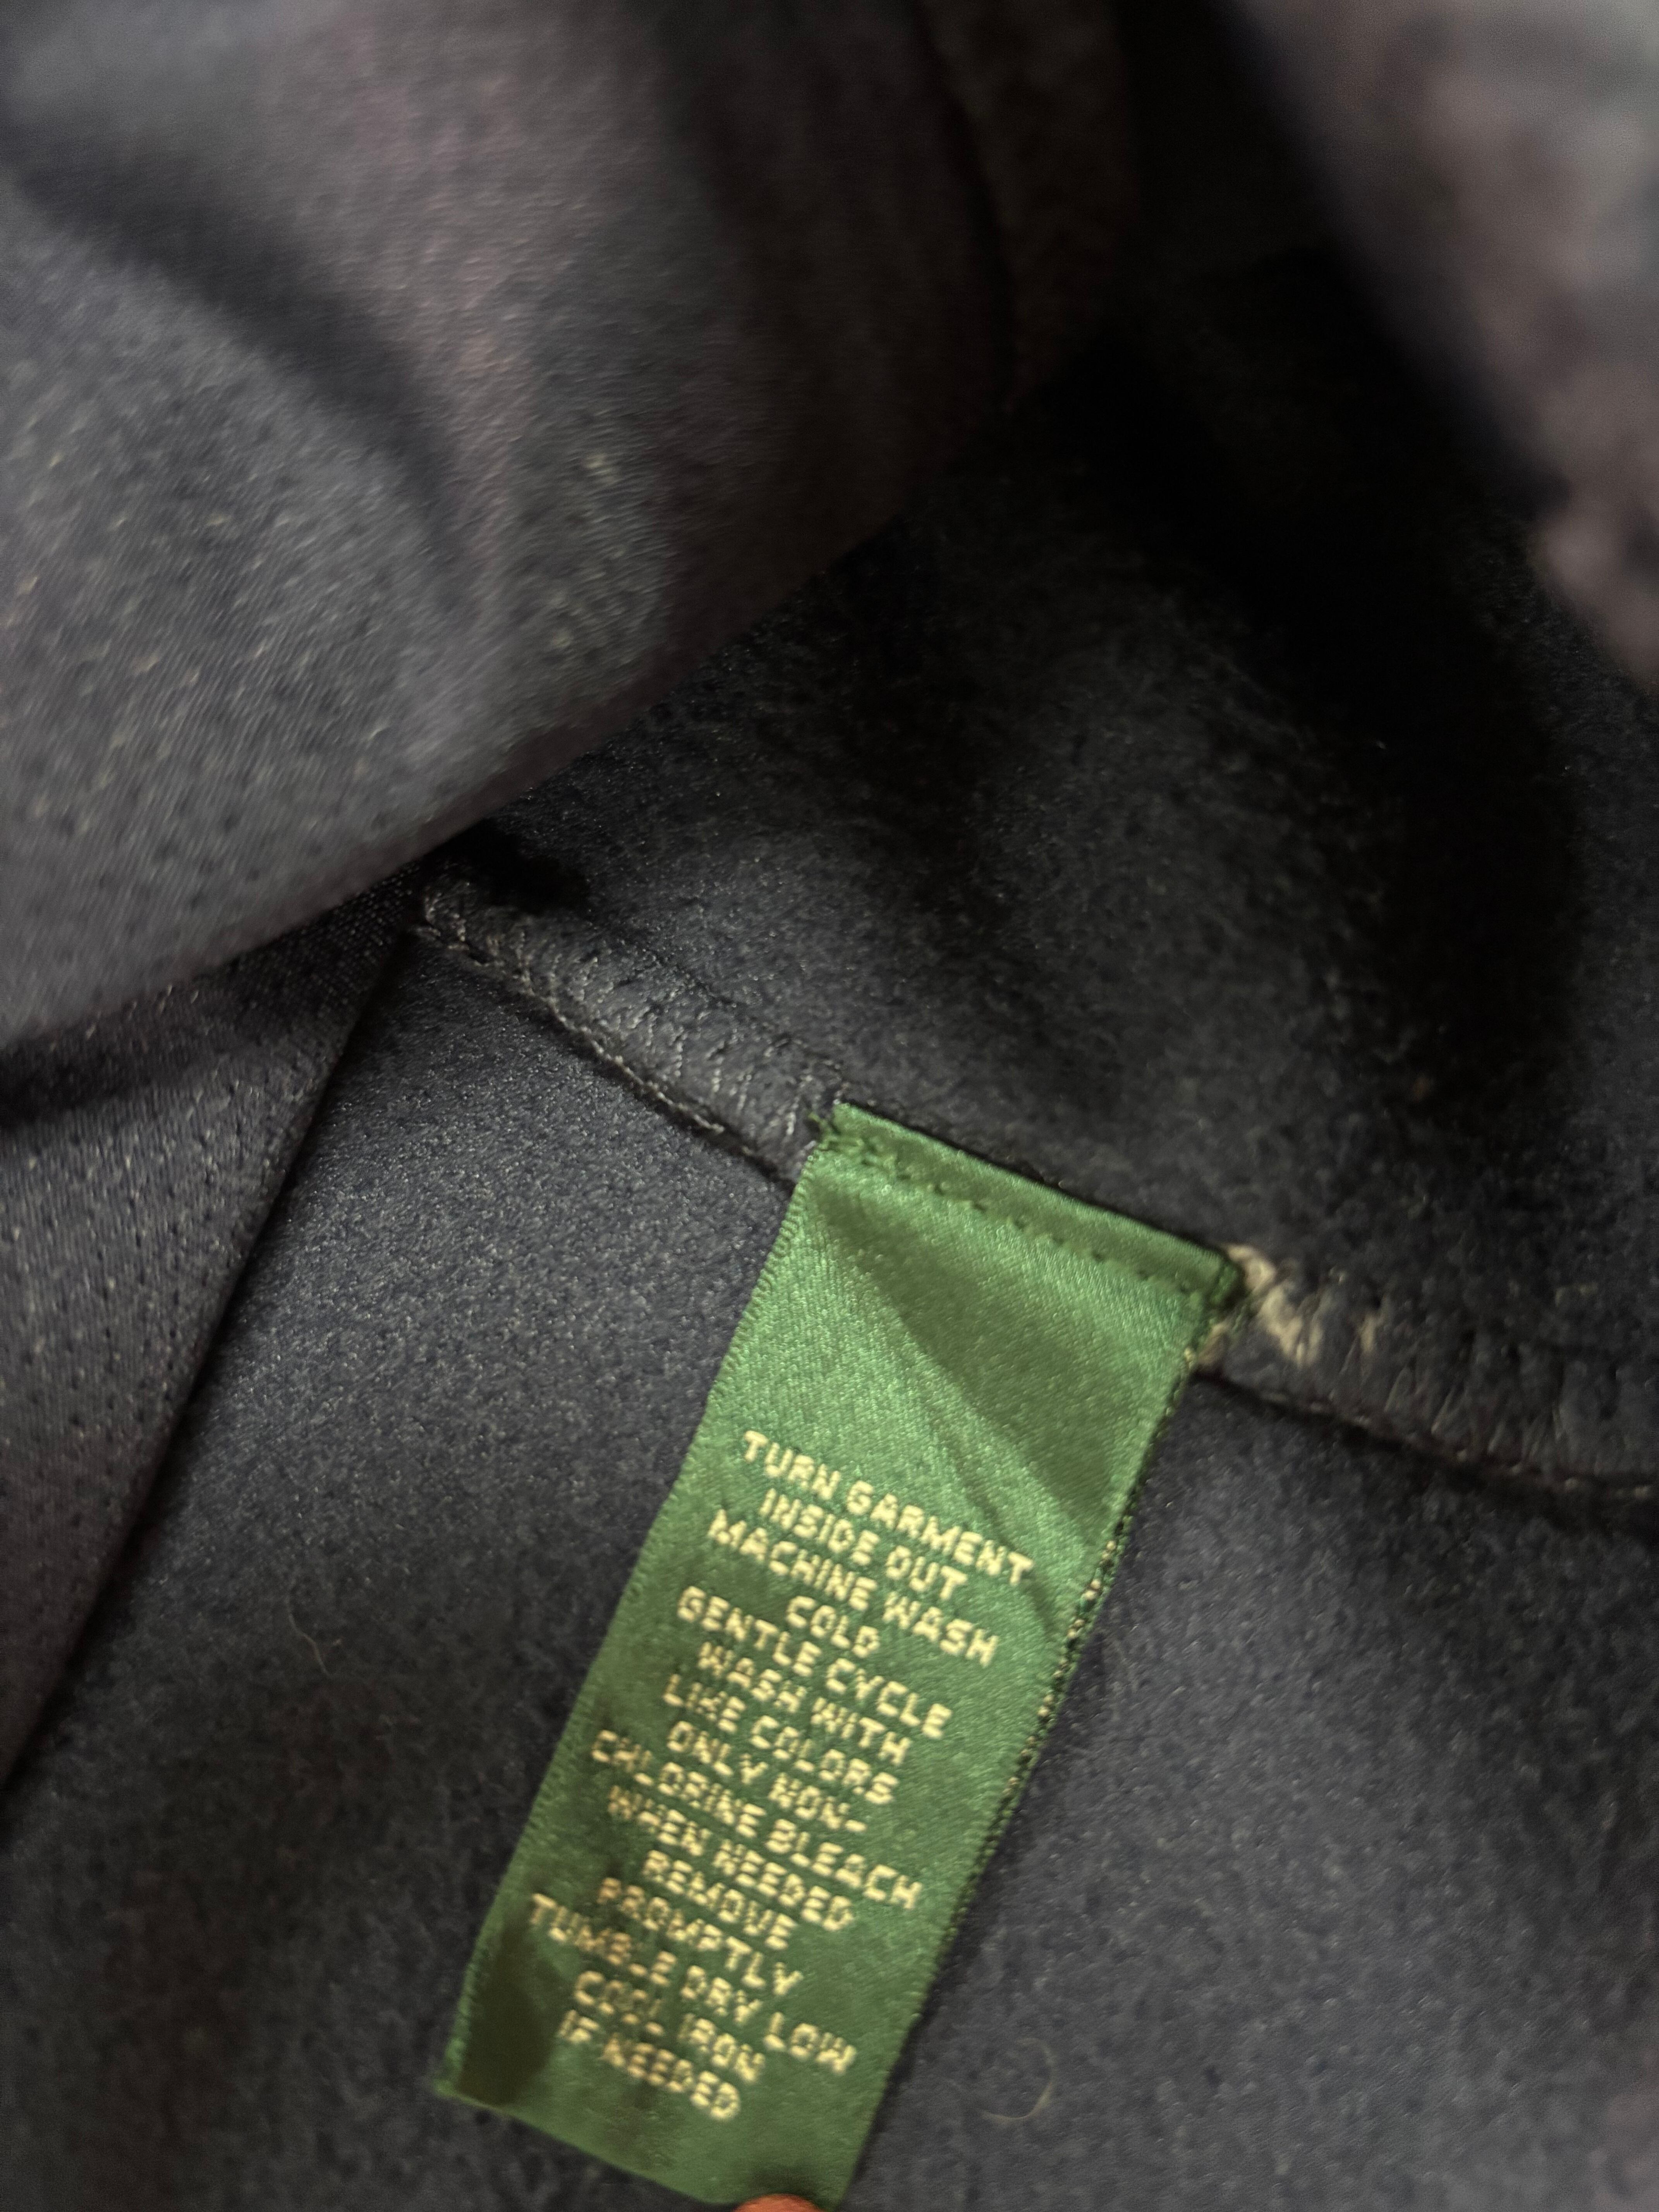 TURN GARMENT
INSIDE OUT
MACHINE WASH
COLD
GENTLE CYCLE
WASH WITH
LIKE COLORS
ONLY NON-
CHLORINE BLEACH
WHEN NEEDED
REMOVE
PROMPTLY
TUMBLE DRY LOW
COOL IRON
IF NEEDED